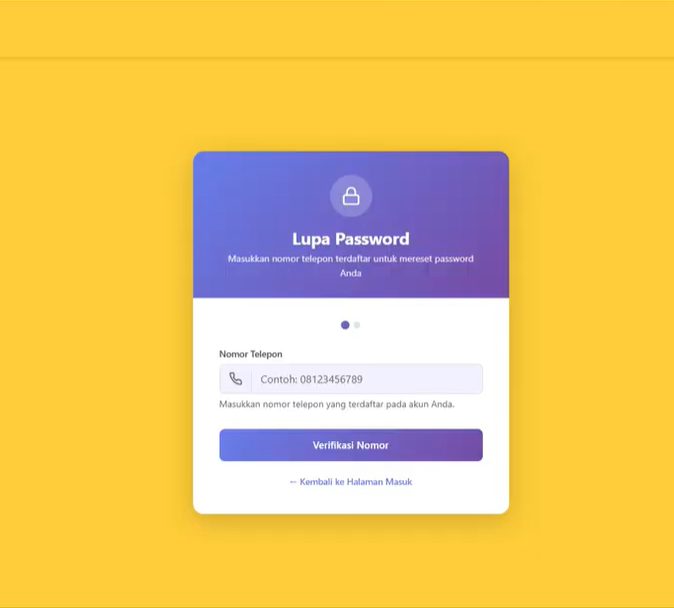 Lupa Password
Masukkan nomor telepon terdaftar untuk mereset password
Anda
Nomor Telepon
Contoh: 08123456789
Masukkan nomor telepon yang terdaftar pada akun Anda.
Verifikasi Nomor
← Kembali ke Halaman Masuk